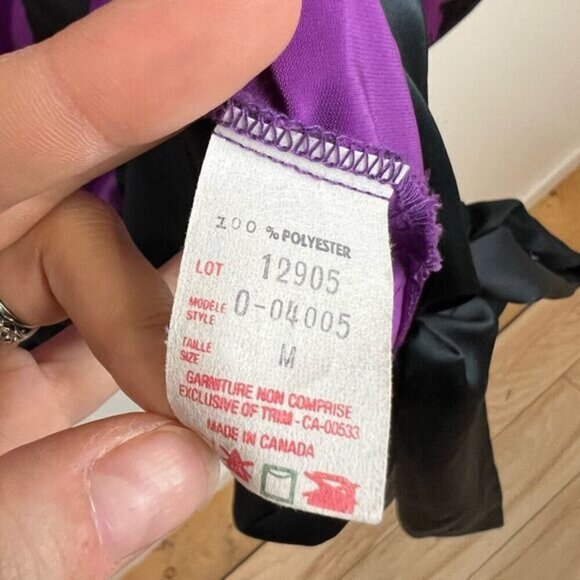 100 % POLYESTER
LOT 12905
MODÈLE
STYLE 0-04005
TAILLE
SIZE M
GARNITURE NON COMPRISE
EXCLUSIVE OF TRIM - CA-00533
MADE IN CANADA